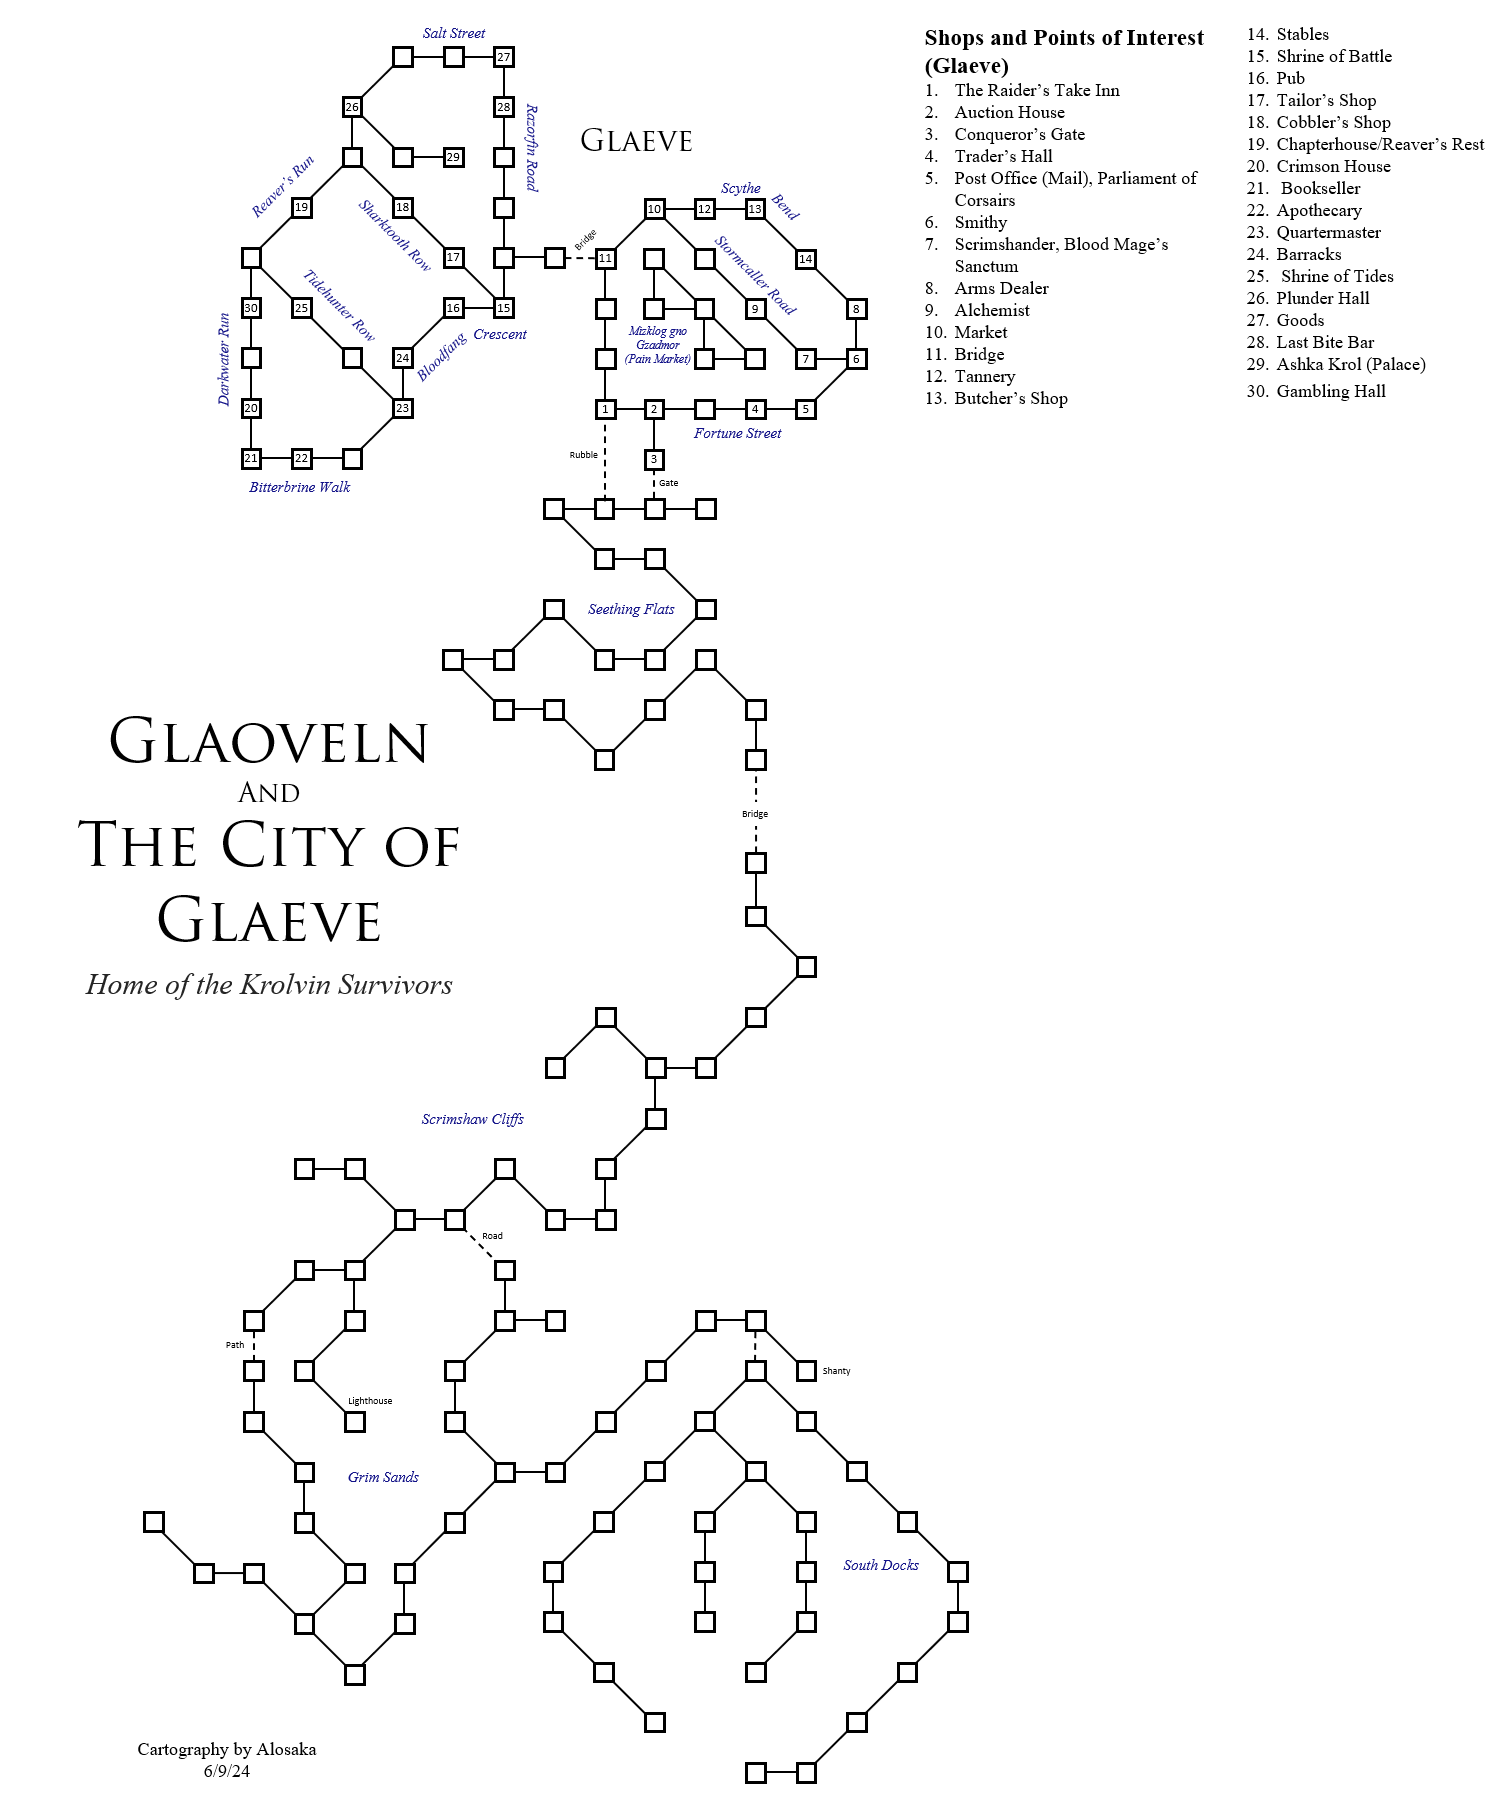 Salt Street
27
26
28
Razorfin Road
GLAEVE
29
Reaver's Run
19
18
Sharktooth Row
17
Scythe
Bend
10
12
13
Bridge
11
Stormcaller Road
14
30
25
Tidehunter Row
16
15
Crescent
9
8
Mizklog gno
Gzadmor
(Pain Market)
Darkwater Run
24
Bloodfang
7
6
20
23
1
2
4
5
Fortune Street
21
22
Rubble
3
Gate
Bitterbrine Walk
Shops and Points of Interest
(Glaeve)
1. The Raider's Take Inn
2. Auction House
3. Conqueror's Gate
4. Trader's Hall
5. Post Office (Mail), Parliament of
Corsairs
6. Smithy
7. Scrimshander, Blood Mage's
Sanctum
8. Arms Dealer
9. Alchemist
10. Market
11. Bridge
12. Tannery
13. Butcher's Shop
14. Stables
15. Shrine of Battle
16. Pub
17. Tailor's Shop
18. Cobbler's Shop
19. Chapterhouse/Reaver's Rest
20. Crimson House
21. Bookseller
22. Apothecary
23. Quartermaster
24. Barracks
25. Shrine of Tides
26. Plunder Hall
27. Goods
28. Last Bite Bar
29. Ashka Krol (Palace)
30. Gambling Hall
Seething Flats
GLAOVELN
AND
THE CITY OF
GLAEVE
Home of the Krolvin Survivors
Bridge
Scrimshaw Cliffs
Road
Path
Shanty
Lighthouse
Grim Sands
South Docks
Cartography by Alosaka
6/9/24